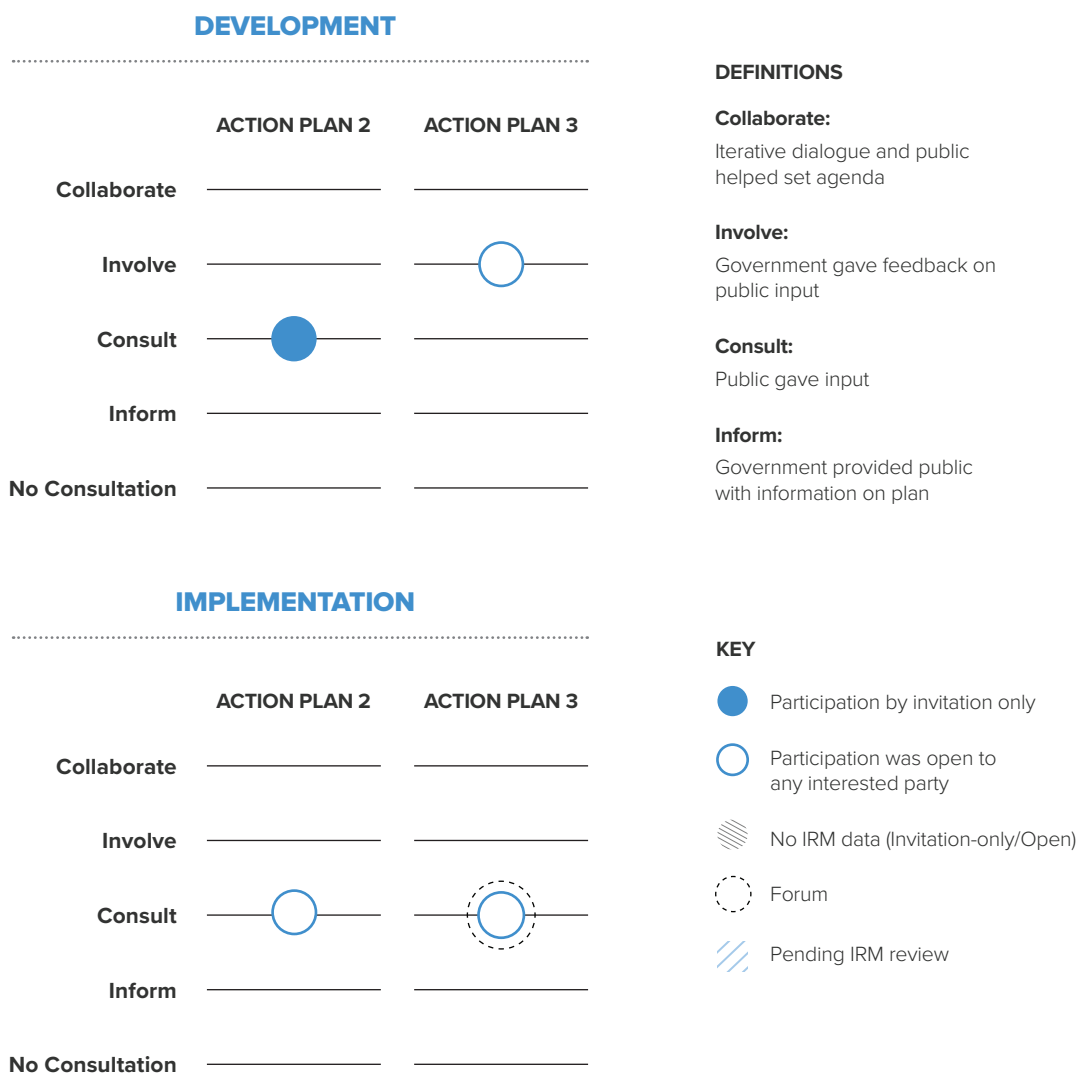 DEVELOPMENT
ACTION PLAN 2 ACTION PLAN 3
Collaborate
Involve
Consult
Inform
No Consultation
DEFINITIONS
Collaborate:
Iterative dialogue and public
helped set agenda
Involve:
Government gave feedback on
public input
Consult:
Public gave input
Inform:
Government provided public
with information on plan
IMPLEMENTATION
ACTION PLAN 2 ACTION PLAN 3
Collaborate
Involve
Consult
Inform
No Consultation
KEY
Participation by invitation only
Participation was open to
any interested party
No IRM data (Invitation-only/Open)
Forum
Pending IRM review